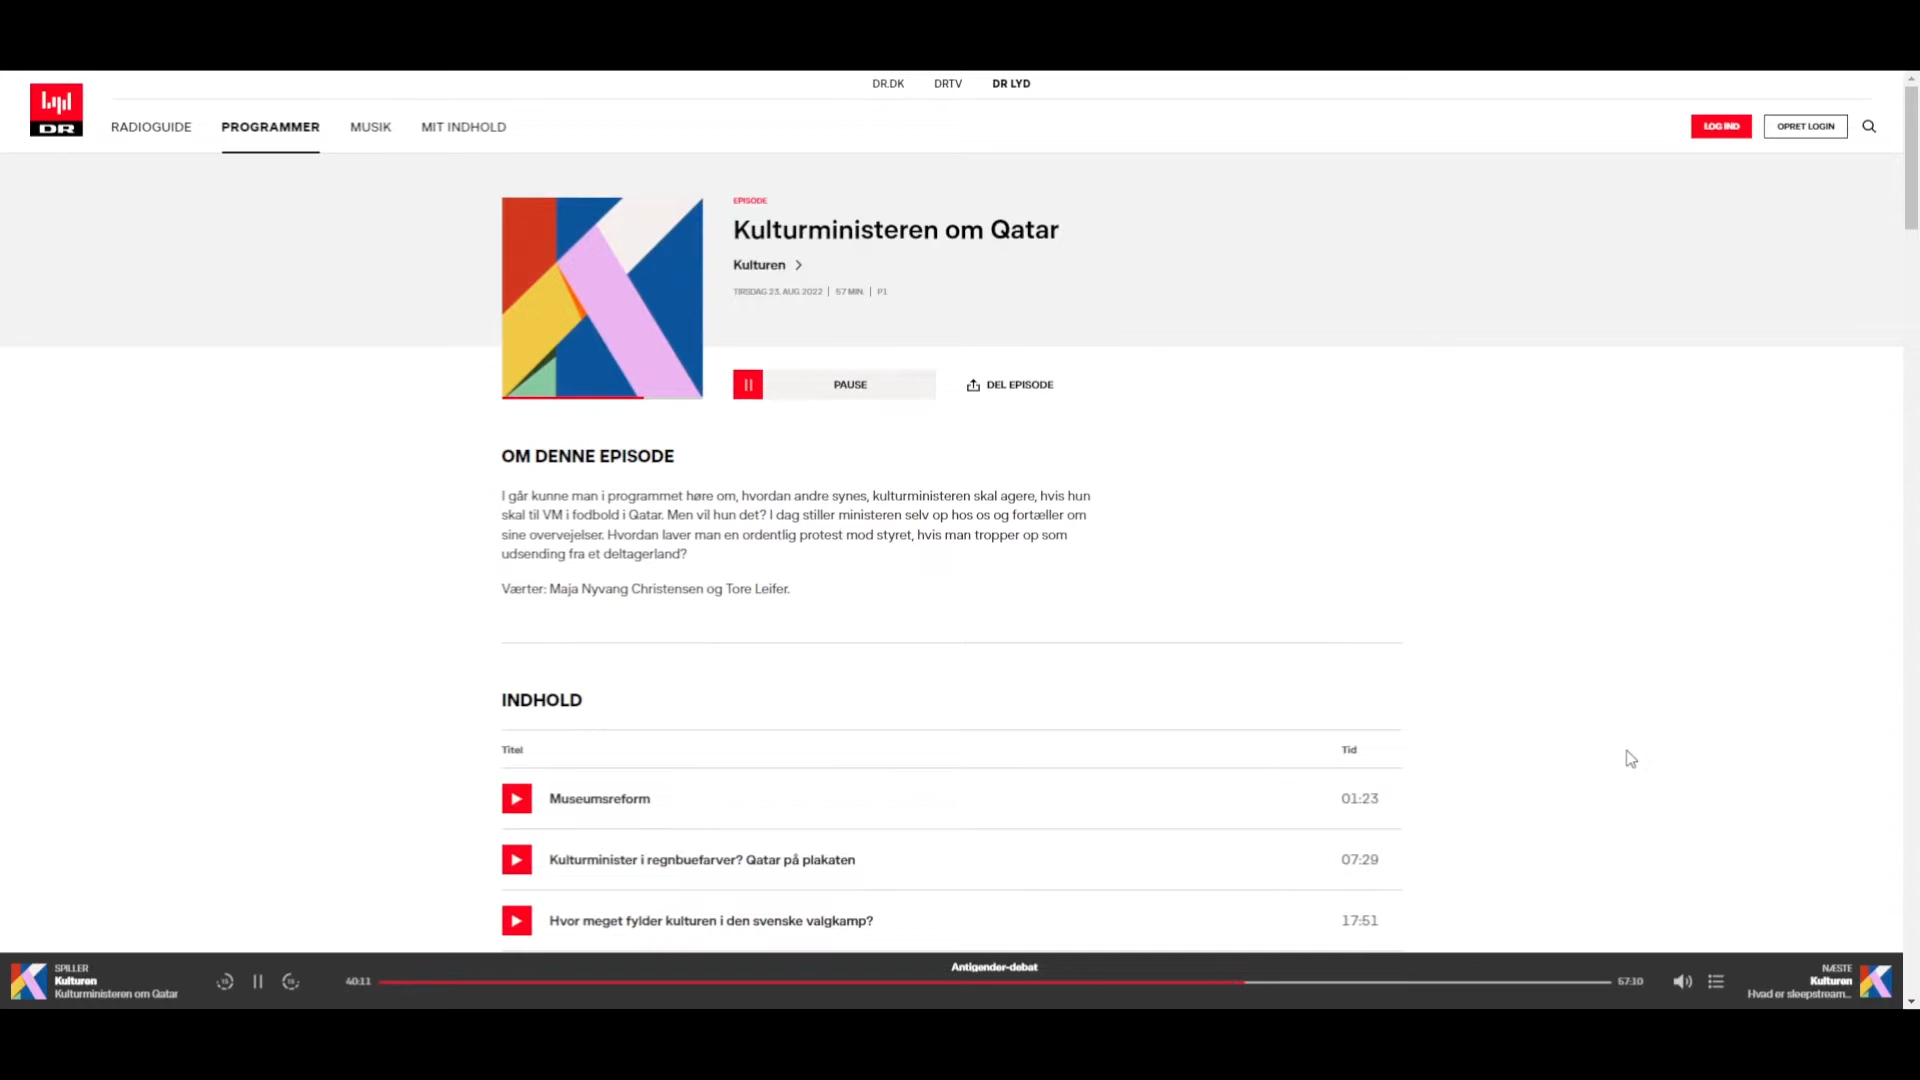 DR.DK DRTV DR LYD
DR
RADIOGUIDE PROGRAMMER MUSIK MIT INDHOLD
LOG IND OPRET LOGIN
EPISODE
Kulturministeren om Qatar
Kulturen
TIRSDAG 23. AUG. 2022 | 57 MIN. | P1
PAUSE DEL EPISODE
OM DENNE EPISODE
I går kunne man i programmet høre om, hvordan andre synes, kulturministeren skal agere, hvis hun
skal til VM i fodbold i Qatar. Men vil hun det? I dag stiller ministeren selv op hos os og fortæller om
sine overvejelser. Hvordan laver man en ordentlig protest mod styret, hvis man tropper op som
udsending fra et deltagerland?
Værter: Maja Nyvang Christensen og Tore Leifer.
INDHOLD
Titel Tid
Museumsreform 01:23
Kulturminister i regnbuefarver? Qatar på plakaten 07:29
Hvor meget fylder kulturen i den svenske valgkamp? 17:51
SPILLER
Kulturen
Kulturministeren om Qatar
15 15
40:11
Antigender-debat
57:10
NÆSTE
Kulturen
Hvad er sleepstream...